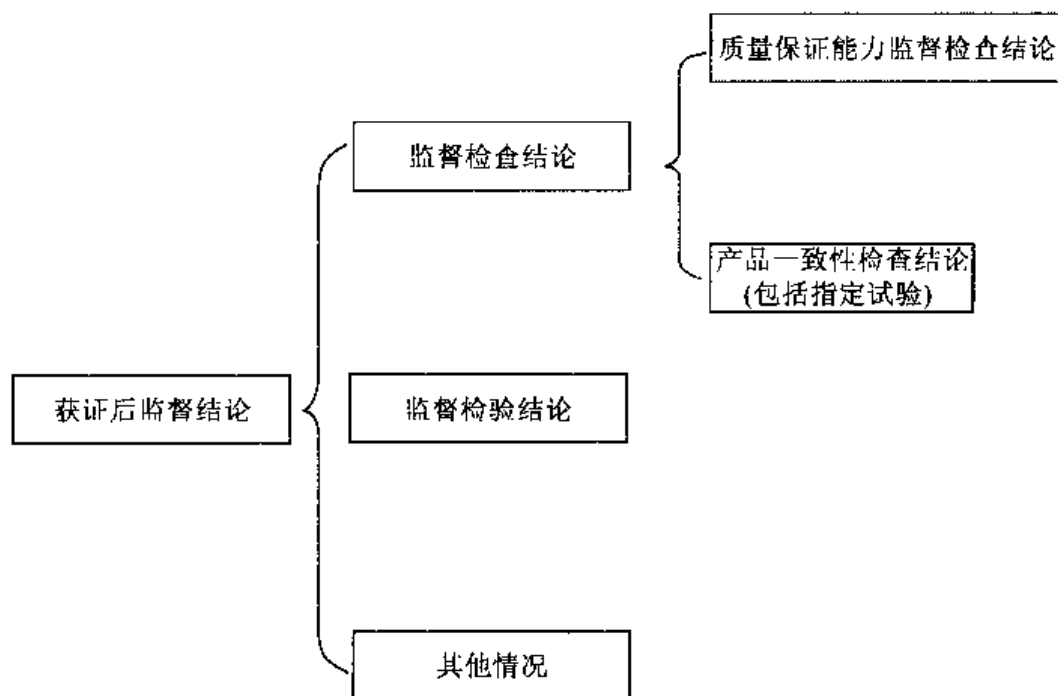 质量保证能力监督检查结论
监督检查结论
产品一致性检查结论
(包括指定试验)
获证后监督结论
监督检验结论
其他情况